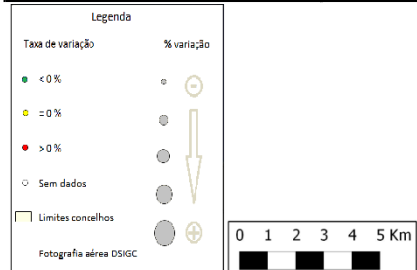 Legenda
Taxa de variação % variação
< 0 %
= 0 %
> 0 %
Sem dados
Limites concelhos
Fotografia aérea DSIGC
0 1 2 3 4 5 Km